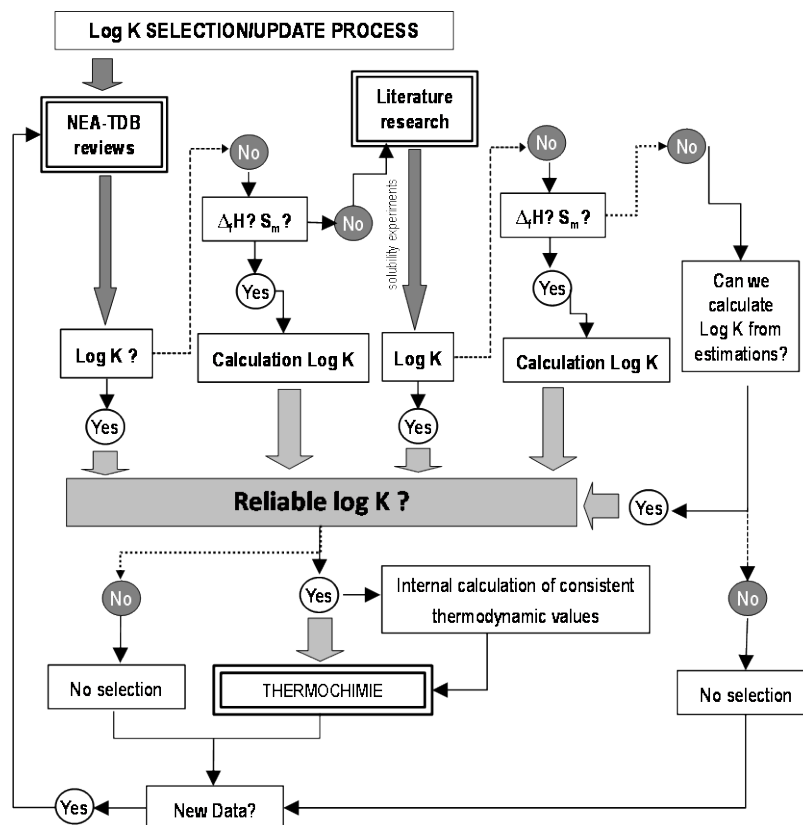 Log K SELECTION/UPDATE PROCESS
NEA-TDB
reviews
No
ΔfH? Sm?
No
Yes
Log K ?
Calculation Log K
Yes
Literature
research
solubility experiments
No
ΔfH? Sm?
No
Yes
Log K
Calculation Log K
Yes
Can we
calculate
Log K from
estimations?
Reliable log K ?
Yes
No
Yes
Internal calculation of consistent
thermodynamic values
No
No selection
THERMOCHIMIE
No selection
Yes
New Data?